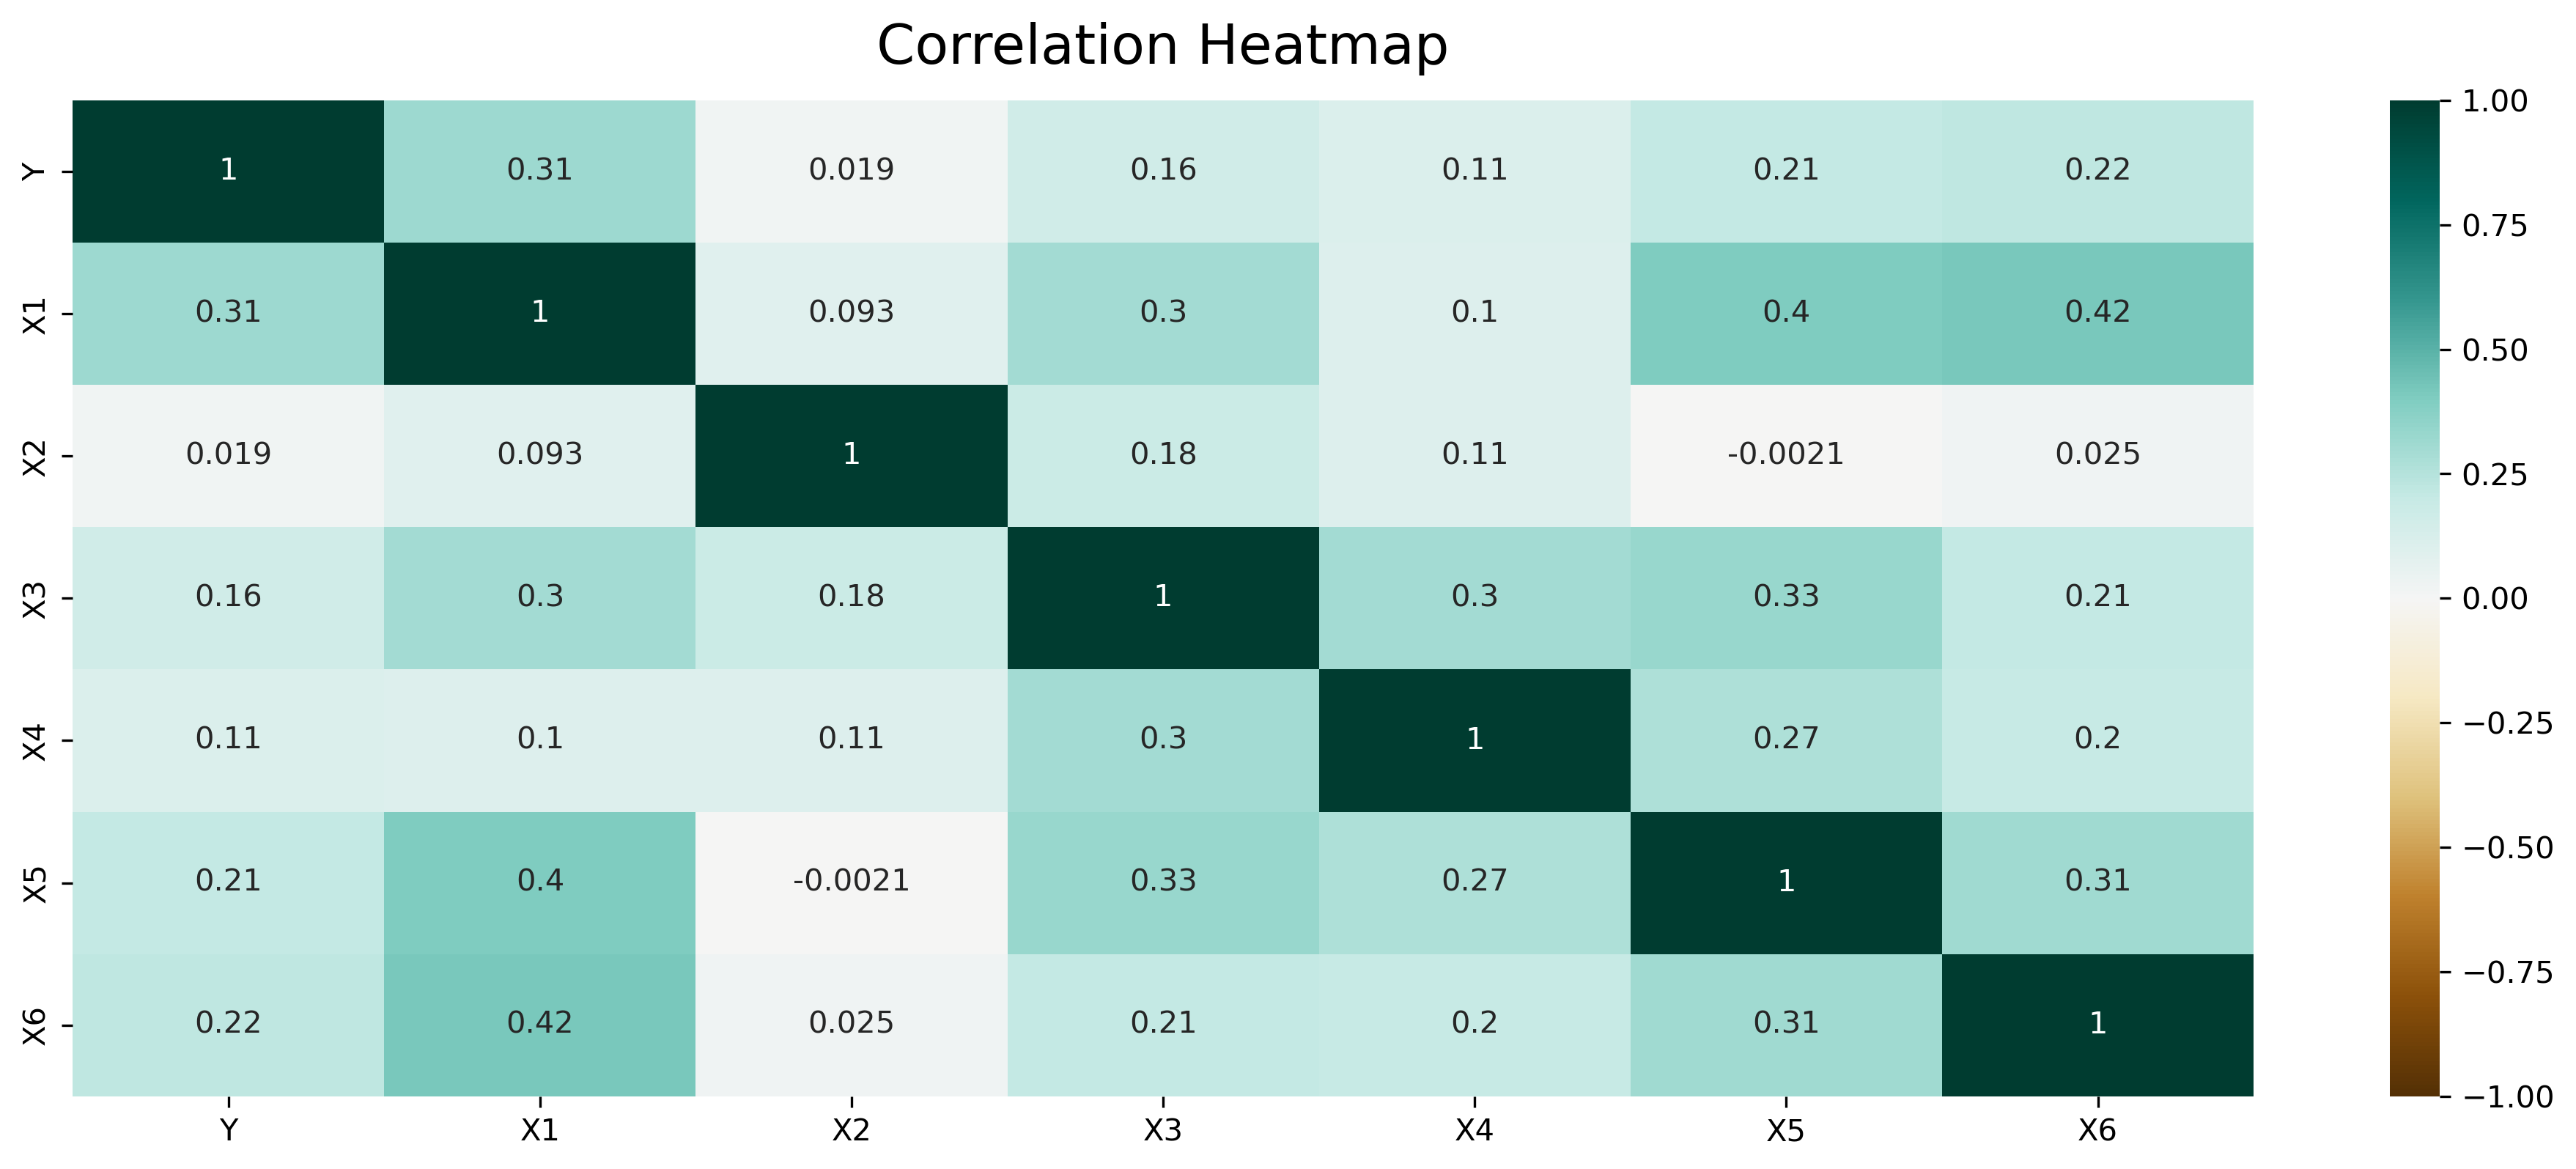 Correlation Heatmap
Y 1 0.31 0.019 0.16 0.11 0.21 0.22
X1 0.31 1 0.093 0.3 0.1 0.4 0.42
X2 0.019 0.093 1 0.18 0.11 -0.0021 0.025
X3 0.16 0.3 0.18 1 0.3 0.33 0.21
X4 0.11 0.1 0.11 0.3 1 0.27 0.2
X5 0.21 0.4 -0.0021 0.33 0.27 1 0.31
X6 0.22 0.42 0.025 0.21 0.2 0.31 1
Y X1 X2 X3 X4 X5 X6
1.00
0.75
0.50
0.25
0.00
−0.25
−0.50
−0.75
−1.00